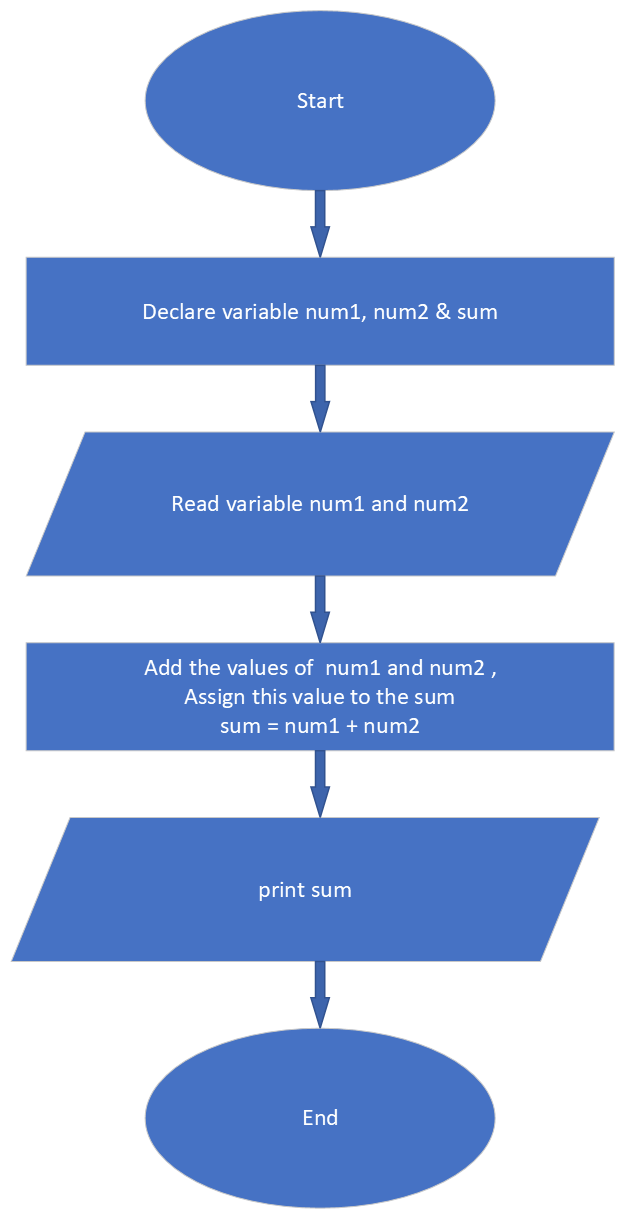 Start
Declare variable num1, num2 & sum
Read variable num1 and num2
Add the values of  num1 and num2 ,
Assign this value to the sum
sum = num1 + num2
print sum
End